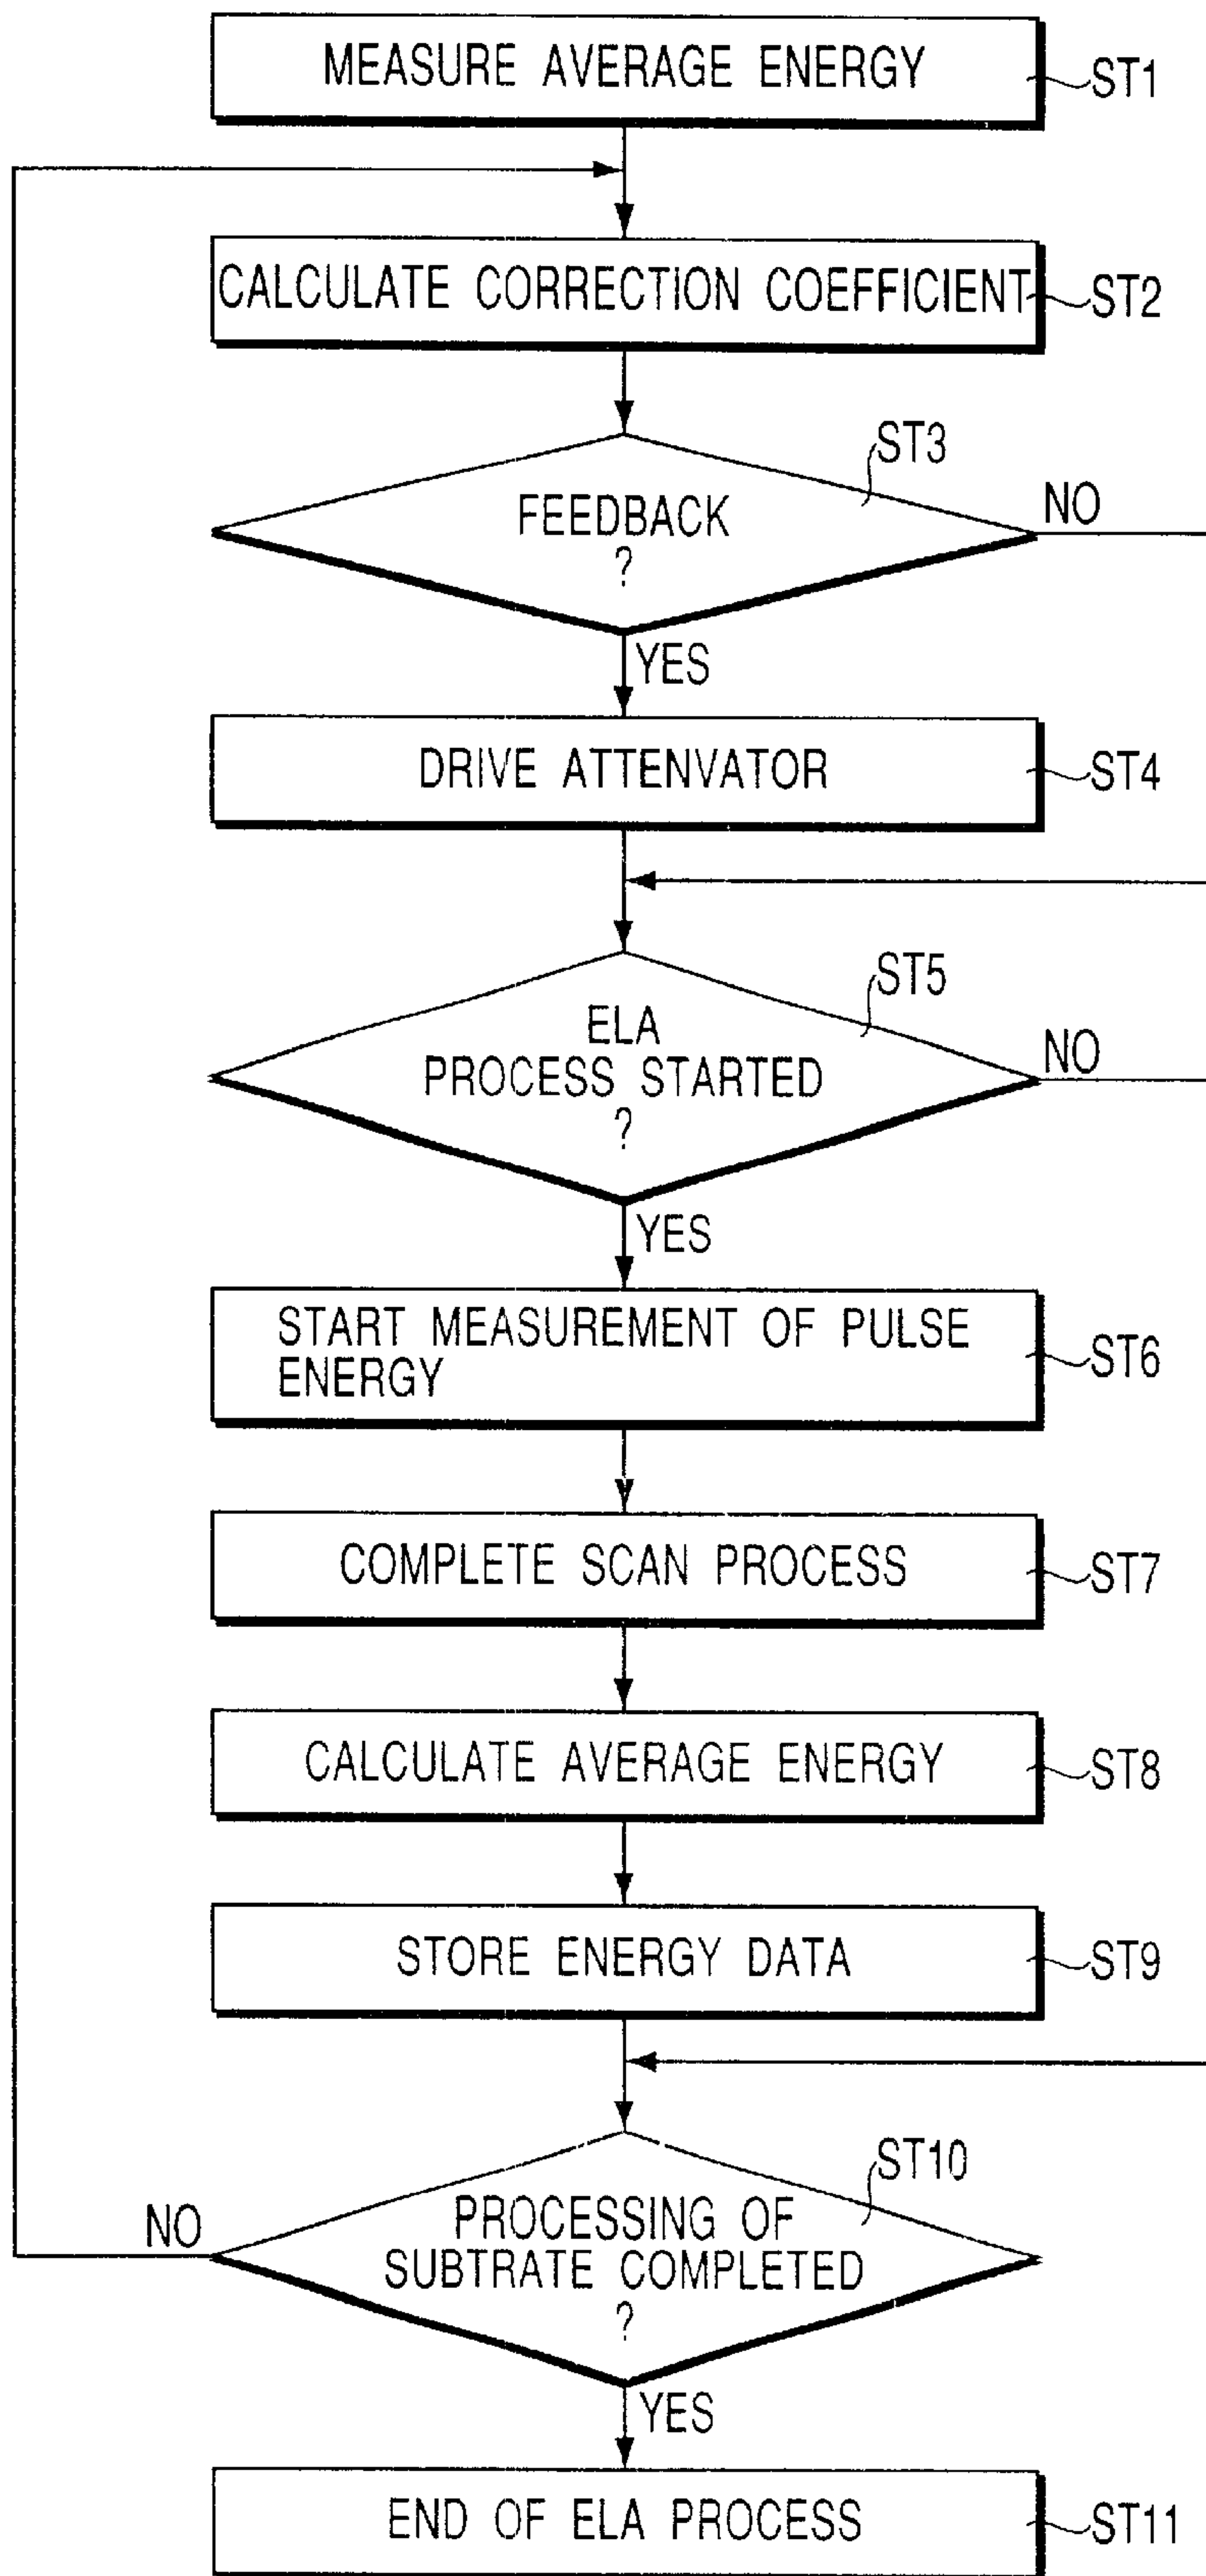 MEASURE AVERAGE ENERGY
ST1
CALCULATE CORRECTION COEFFICIENT
ST2
ST3
FEEDBACK
?
NO
YES
DRIVE ATTENVATOR
ST4
ST5
ELA
PROCESS STARTED
?
NO
YES
START MEASUREMENT OF PULSE
ENERGY
ST6
COMPLETE SCAN PROCESS
ST7
CALCULATE AVERAGE ENERGY
ST8
STORE ENERGY DATA
ST9
ST10
PROCESSING OF
SUBTRATE COMPLETED
?
NO
YES
END OF ELA PROCESS
ST11